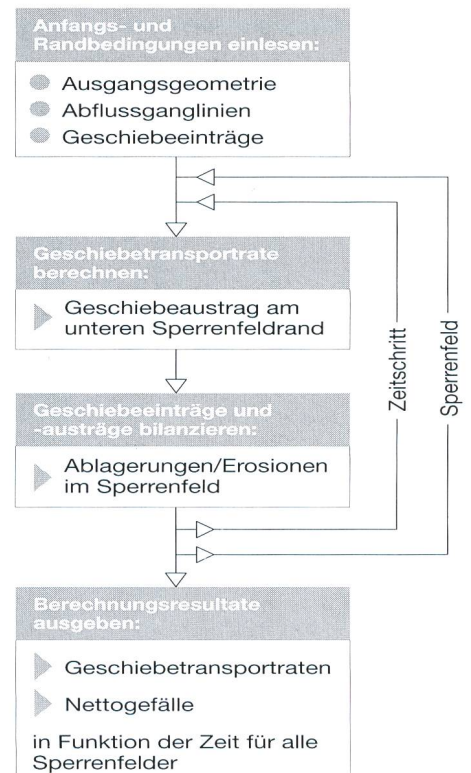 Anfangs- und
Randbedingungen einlesen:
Ausgangsgeometrie
Abflussganglinien
Geschiebeeinträge
Geschiebetransportrate
berechnen:
Geschiebeaustrag am
unteren Sperrenfeldrand
Geschiebeeinträge und
-austräge bilanzieren:
Ablagerungen/Erosionen
im Sperrenfeld
Zeitschritt
Sperrenfeld
Berechnungsresultate
ausgeben:
Geschiebetransportraten
Nettogefälle
in Funktion der Zeit für alle
Sperrenfelder